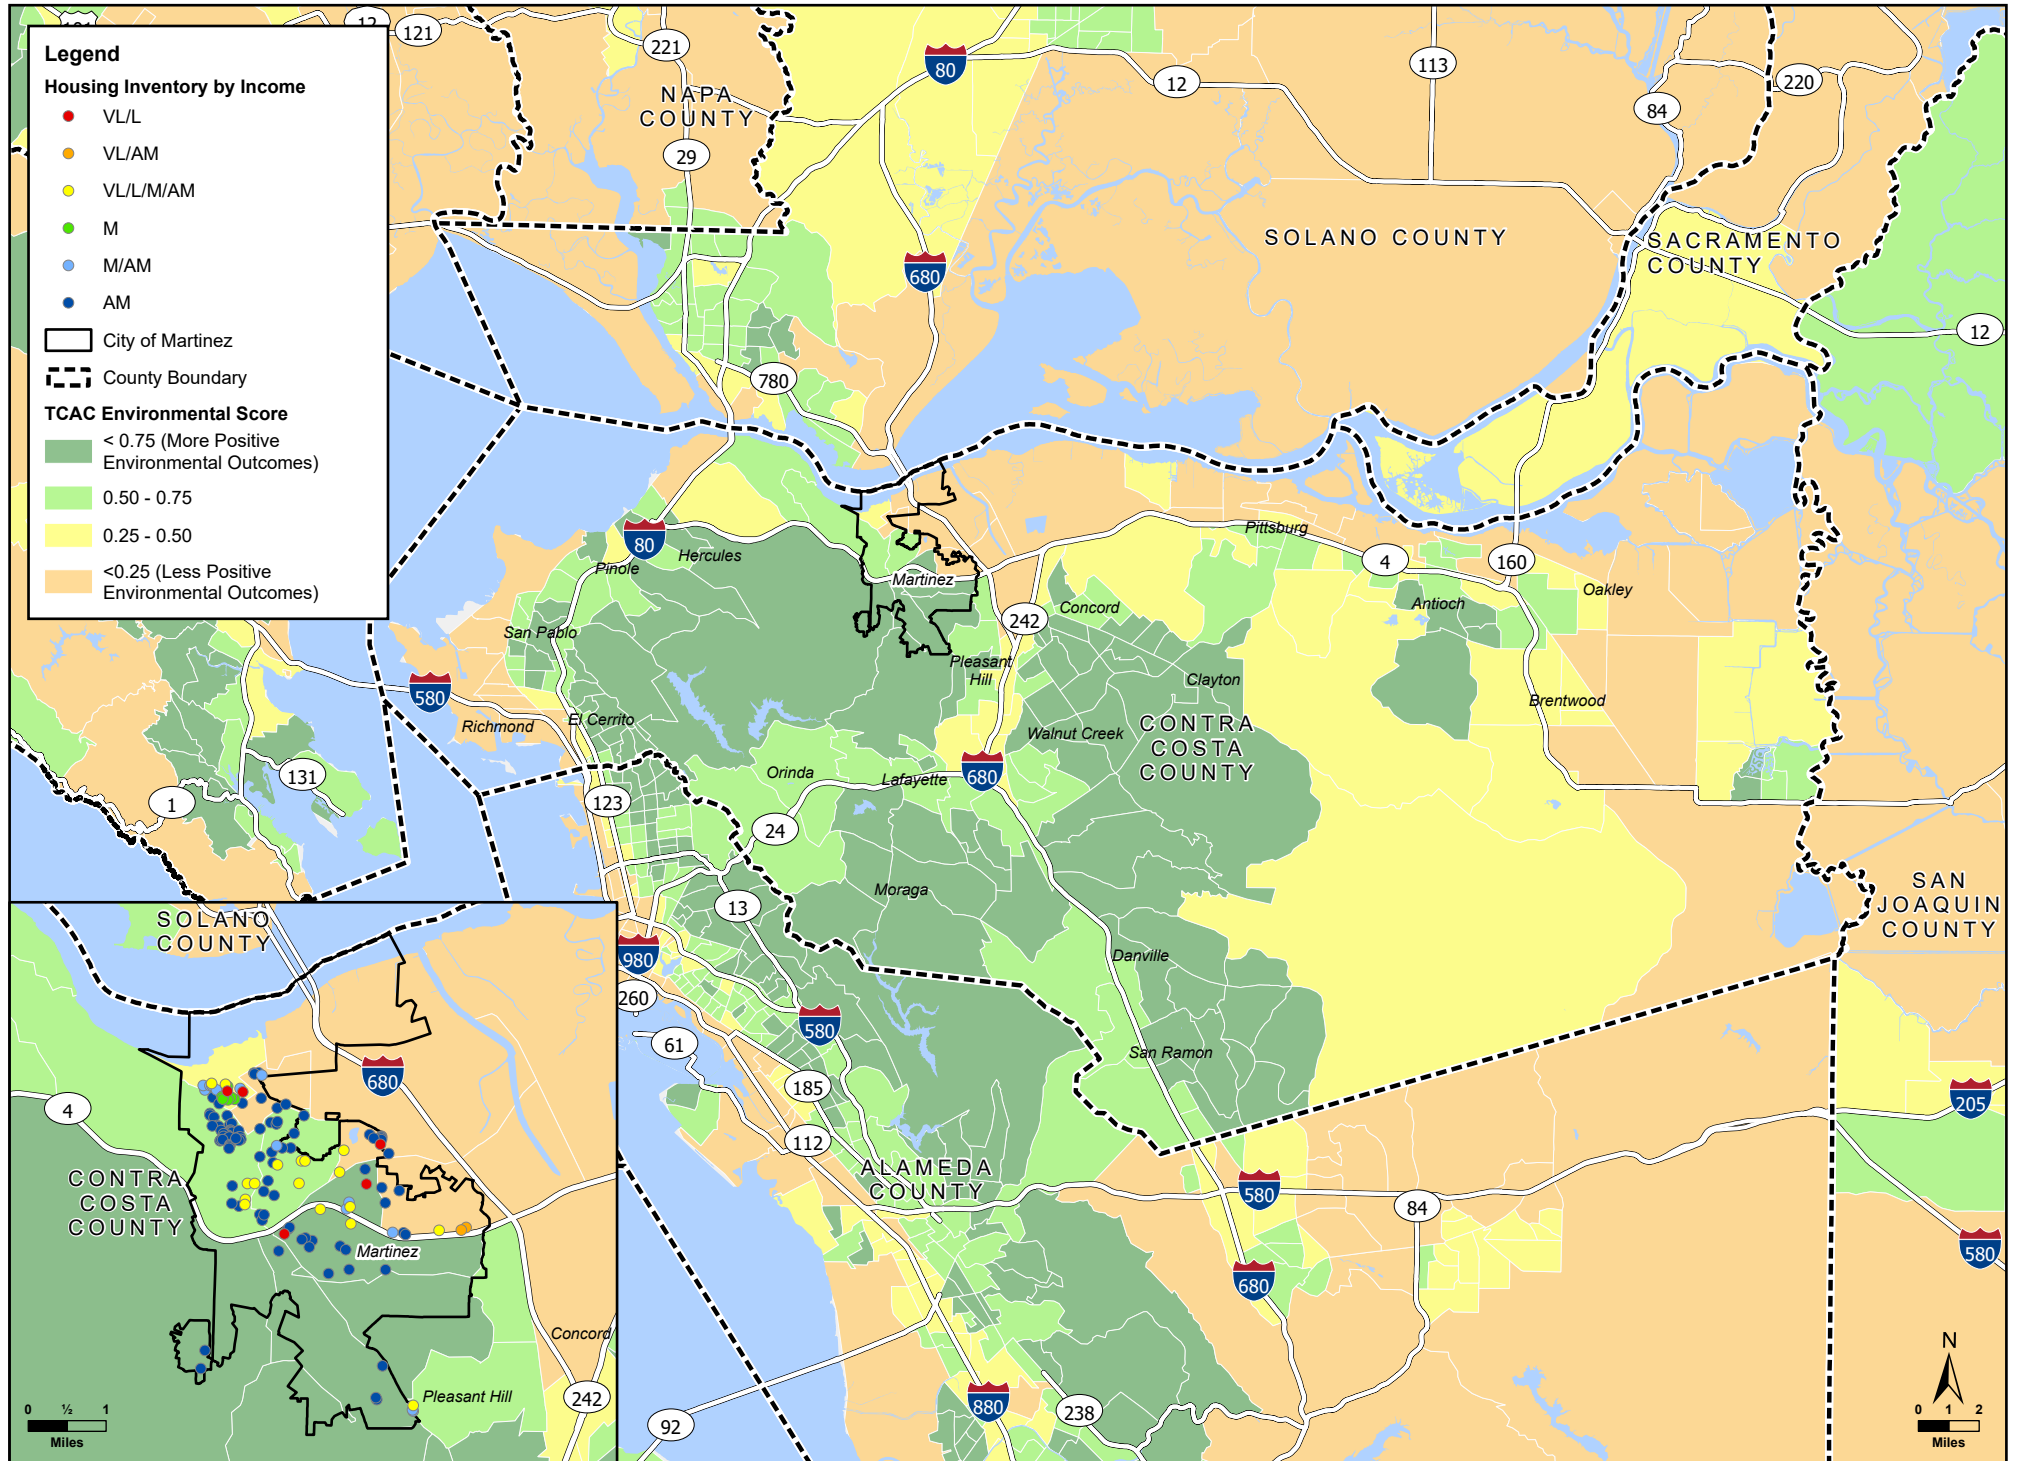 Legend
Housing Inventory by Income
VL/L
VL/AM
VL/L/M/AM
M
M/AM
AM
City of Martinez
County Boundary
TCAC Environmental Score
< 0.75 (More Positive
Environmental Outcomes)
0.50 - 0.75
0.25 - 0.50
<0.25 (Less Positive
Environmental Outcomes)
12
121
221
80
12
113
84
220
NAPA
COUNTY
29
SOLANO COUNTY
SACRAMENTO
COUNTY
680
12
780
80
Hercules
Pinole
Martinez
Pittsburg
4
160
Oakley
Antioch
Concord
242
San Pablo
Pleasant
Hill
Clayton
580
Richmond
El Cerrito
Brentwood
Walnut Creek
CONTRA
COSTA
COUNTY
131
1
Orinda
Lafayette
680
123
24
Moraga
13
SAN
JOAQUIN
COUNTY
980
Danville
260
580
61
San Ramon
185
205
112
ALAMEDA
COUNTY
580
84
580
680
880
238
92
N
0 1 2
Miles
SOLANO
COUNTY
680
4
CONTRA
COSTA
COUNTY
Martinez
Concord
Pleasant Hill
242
0 ½ 1
Miles